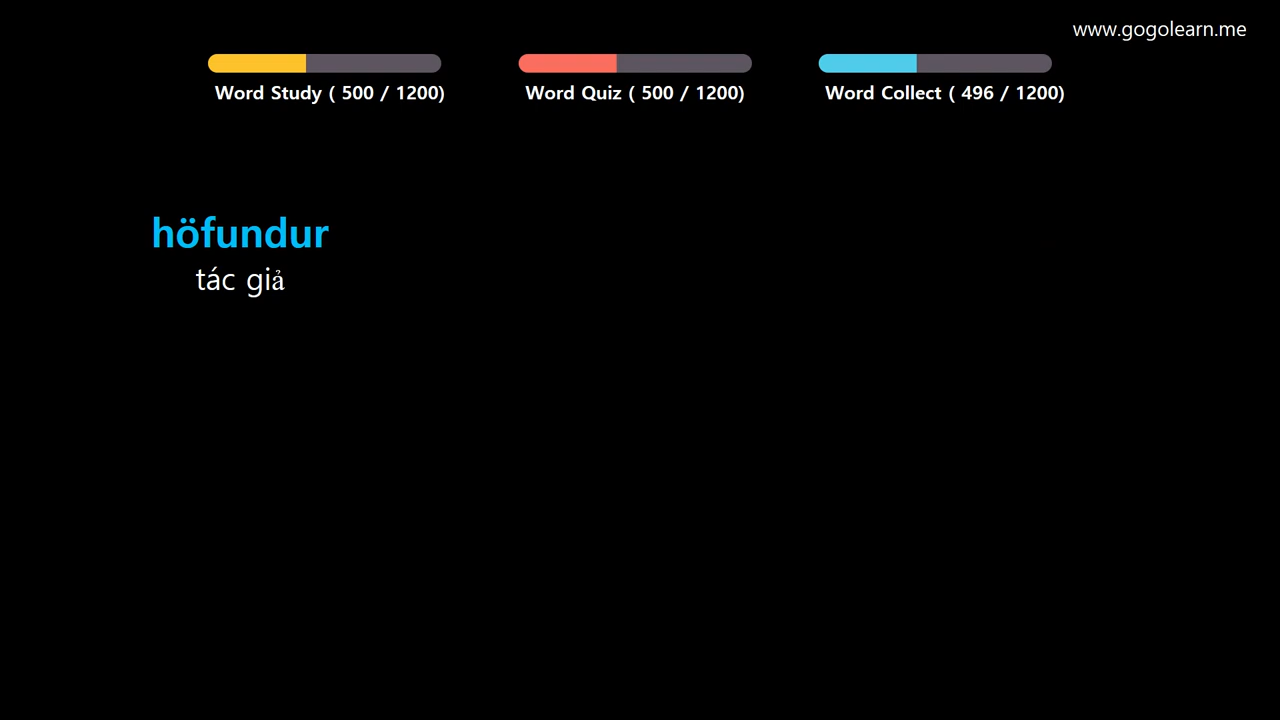 www.gogolearn.me
Word Study ( 500 / 1200)
Word Quiz ( 500 / 1200)
Word Collect ( 496 / 1200)
höfundur
tác giả